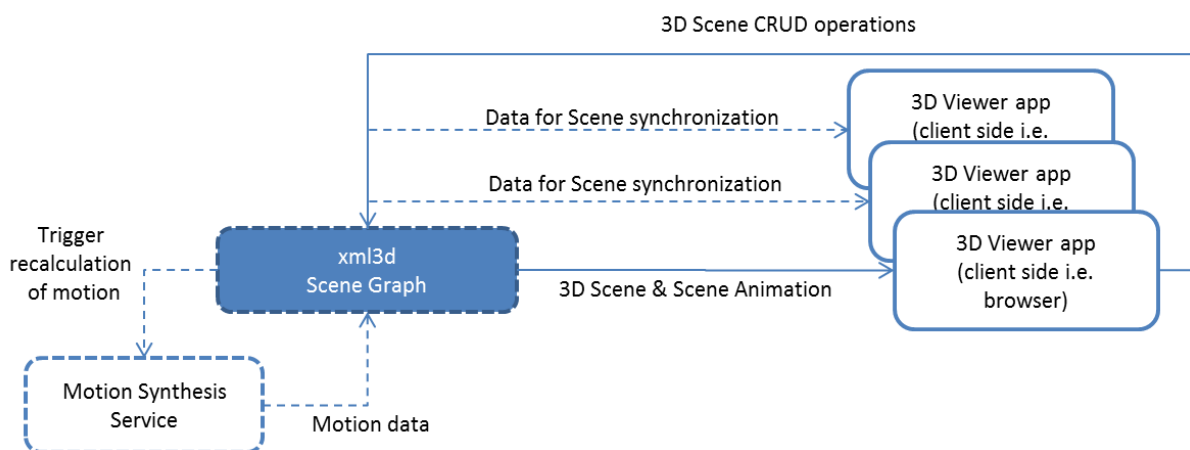 3D Scene CRUD operations
3D Viewer app
(client side i.e.
Data for Scene synchronization
3D Viewer app
(client side i.e.
Data for Scene synchronization
3D Viewer app
(client side i.e.
browser)
Trigger
recalculation
of motion
xml3d
Scene Graph
3D Scene & Scene Animation
Motion Synthesis
Service
Motion data